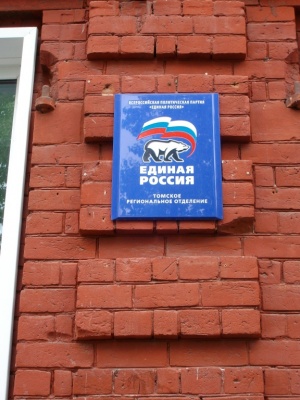 ВСЕРОССИЙСКАЯ ПОЛИТИЧЕСКАЯ ПАРТИЯ
«ЕДИНАЯ РОССИЯ»
ЕДИНАЯ
РОССИЯ
ТОМСКОЕ
РЕГИОНАЛЬНОЕ ОТДЕЛЕНИЕ